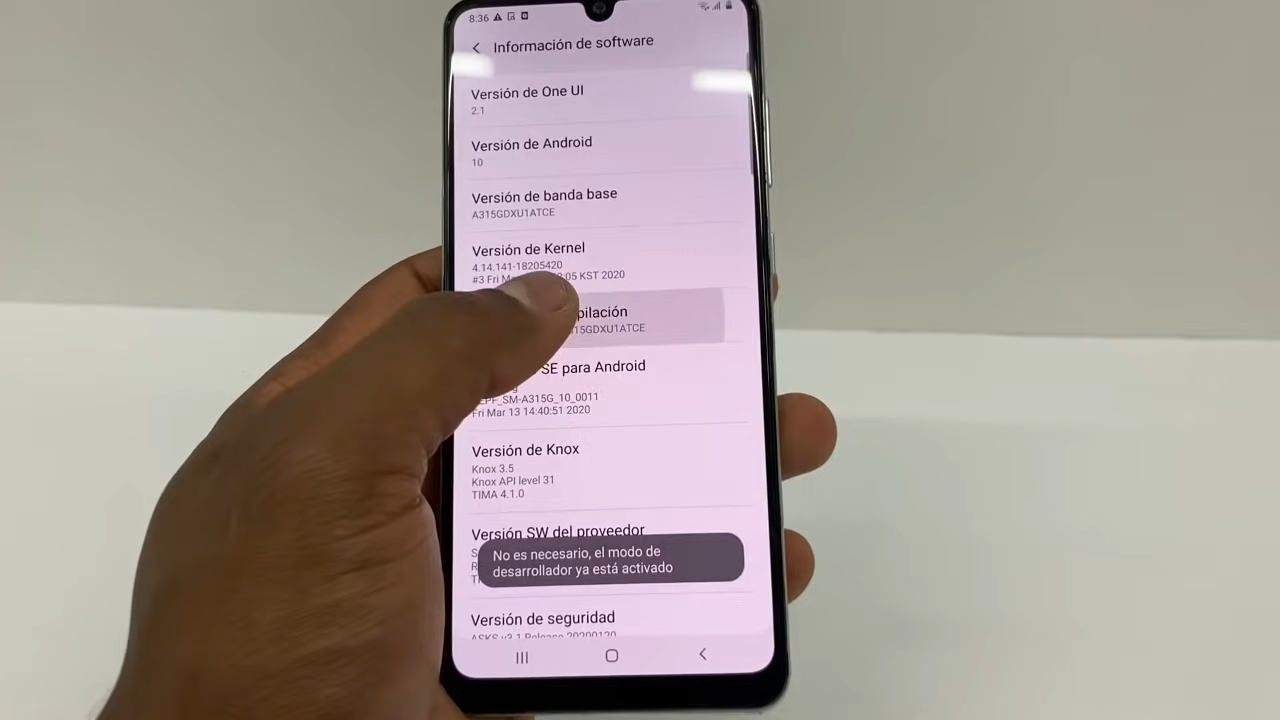 8:36
Información de software
Versión de One UI
2.1
Versión de Android
10
Versión de banda base
A315GDXU1ATCE
Versión de Kernel
4.14.141-18205420
#3 Fri M :05 KST 2020
pilación
15GDXU1ATCE
SE para Android
PF_SM-A315G_10_0011
Fri Mar 13 14:40:51 2020
Versión de Knox
Knox 3.5
Knox API level 31
TIMA 4.1.0
Versión SW del proveedor
No es necesario, el modo de
desarrollador ya está activado
Versión de seguridad
ASKS v3.1 Release 20200120